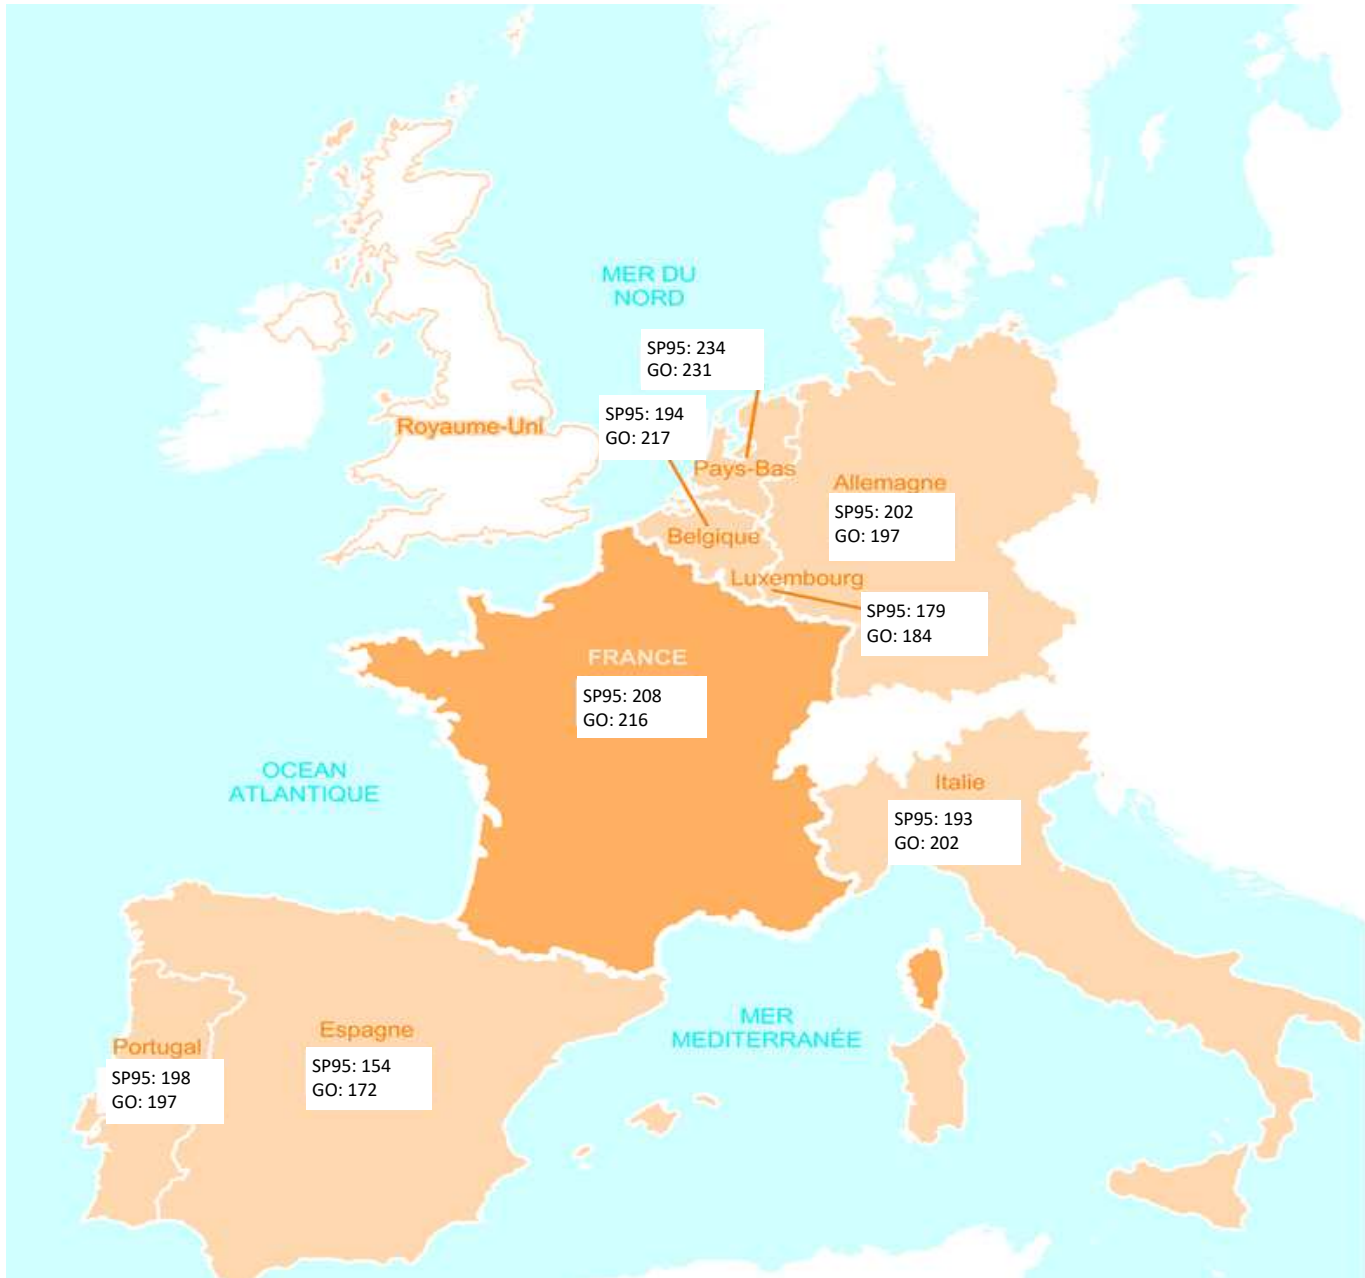 MER DU
NORD
SP95: 234
GO: 231
SP95: 194
GO: 217
Royaume-Uni
Pays-Bas
Allemagne
SP95: 202
GO: 197
Belgique
Luxembourg
SP95: 179
GO: 184
FRANCE
SP95: 208
GO: 216
OCEAN
ATLANTIQUE
Italie
SP95: 193
GO: 202
MER
MEDITERRANÉE
Espagne
SP95: 154
GO: 172
Portugal
SP95: 198
GO: 197